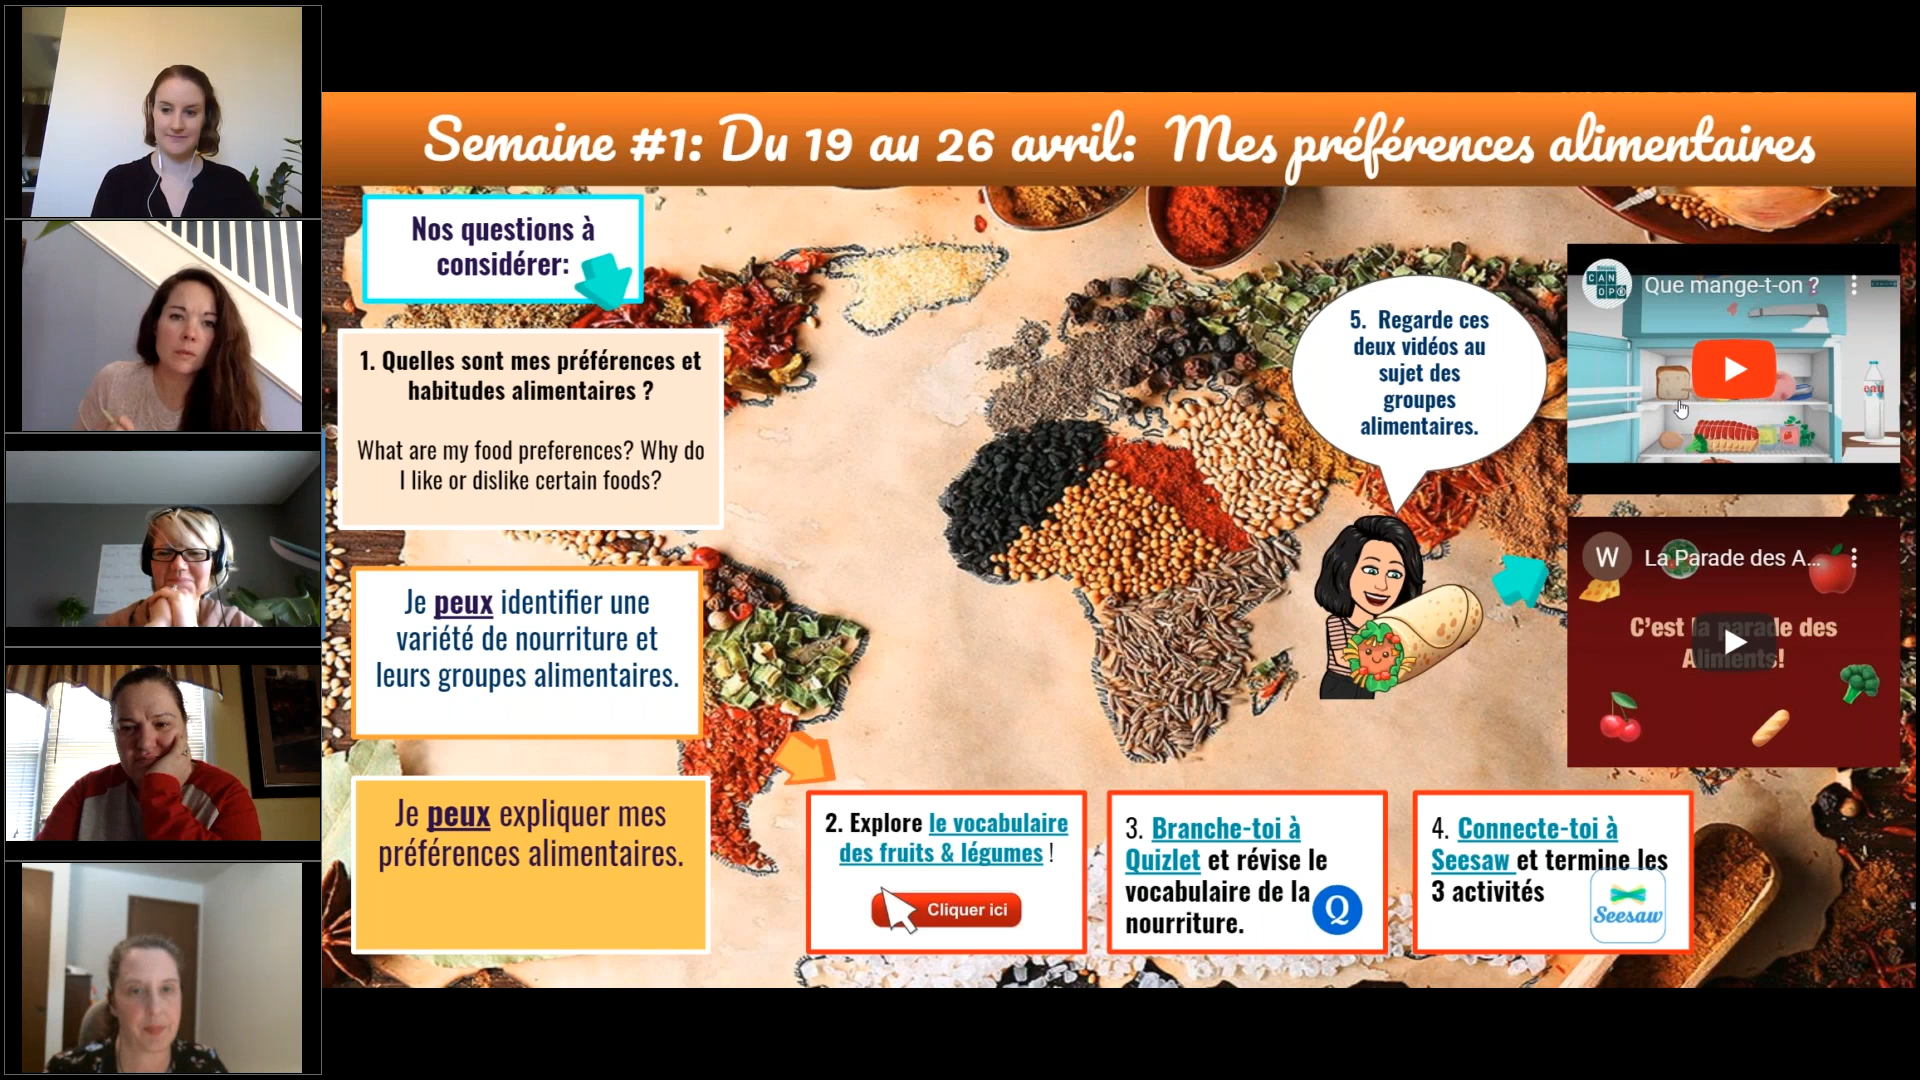 Semaine #1: Du 19 au 26 avril: Mes préférences alimentaires
Nos questions à
considérer:
1. Quelles sont mes préférences et
habitudes alimentaires ?
What are my food preferences? Why do
I like or dislike certain foods?
Je peux identifier une
variété de nourriture et
leurs groupes alimentaires.
Je peux expliquer mes
préférences alimentaires.
2. Explore le vocabulaire
des fruits & légumes !
Cliquer ici
3. Branche-toi à
Quizlet et révise le
vocabulaire de la
nourriture.
Q
4. Connecte-toi à
Seesaw et termine les
3 activités
Seesaw
5. Regarde ces
deux vidéos au
sujet des
groupes
alimentaires.
CAN
OPÉ
Que mange-t-on ?
eau
W
La Parade des A...
C'est la parade des
Aliments!